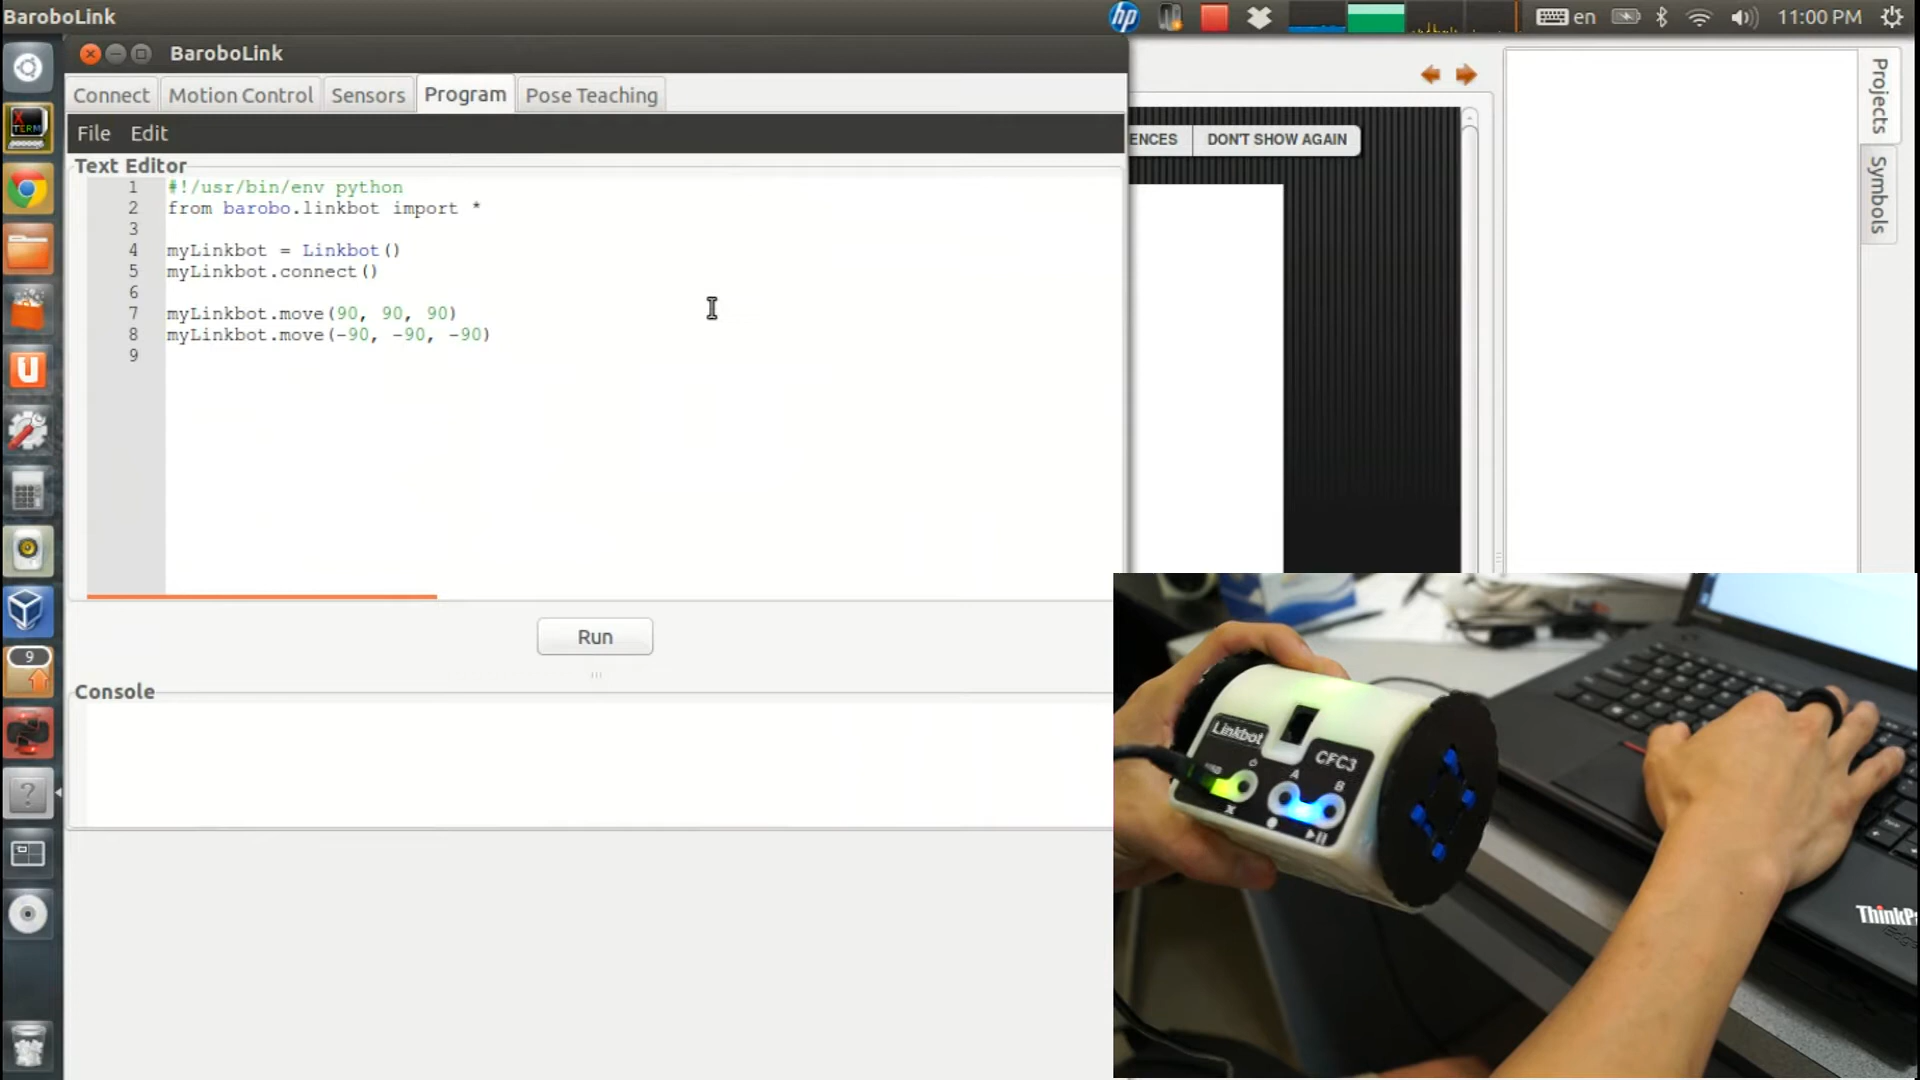 BaroboLink
en
11:00 PM
BaroboLink
Connect
Motion Control
Sensors
Program
Pose Teaching
File Edit
Text Editor
1 #!/usr/bin/env python
2 from barobo.linkbot import *
3
4 myLinkbot = Linkbot()
5 myLinkbot.connect()
6
7 myLinkbot.move(90, 90, 90)
8 myLinkbot.move(-90, -90, -90)
9
Run
Console
ENCES
DON'T SHOW AGAIN
Projects
Symbols
hp
X
TERM
U
9
?
Linkbot
CFC3
A
B
ThinkP